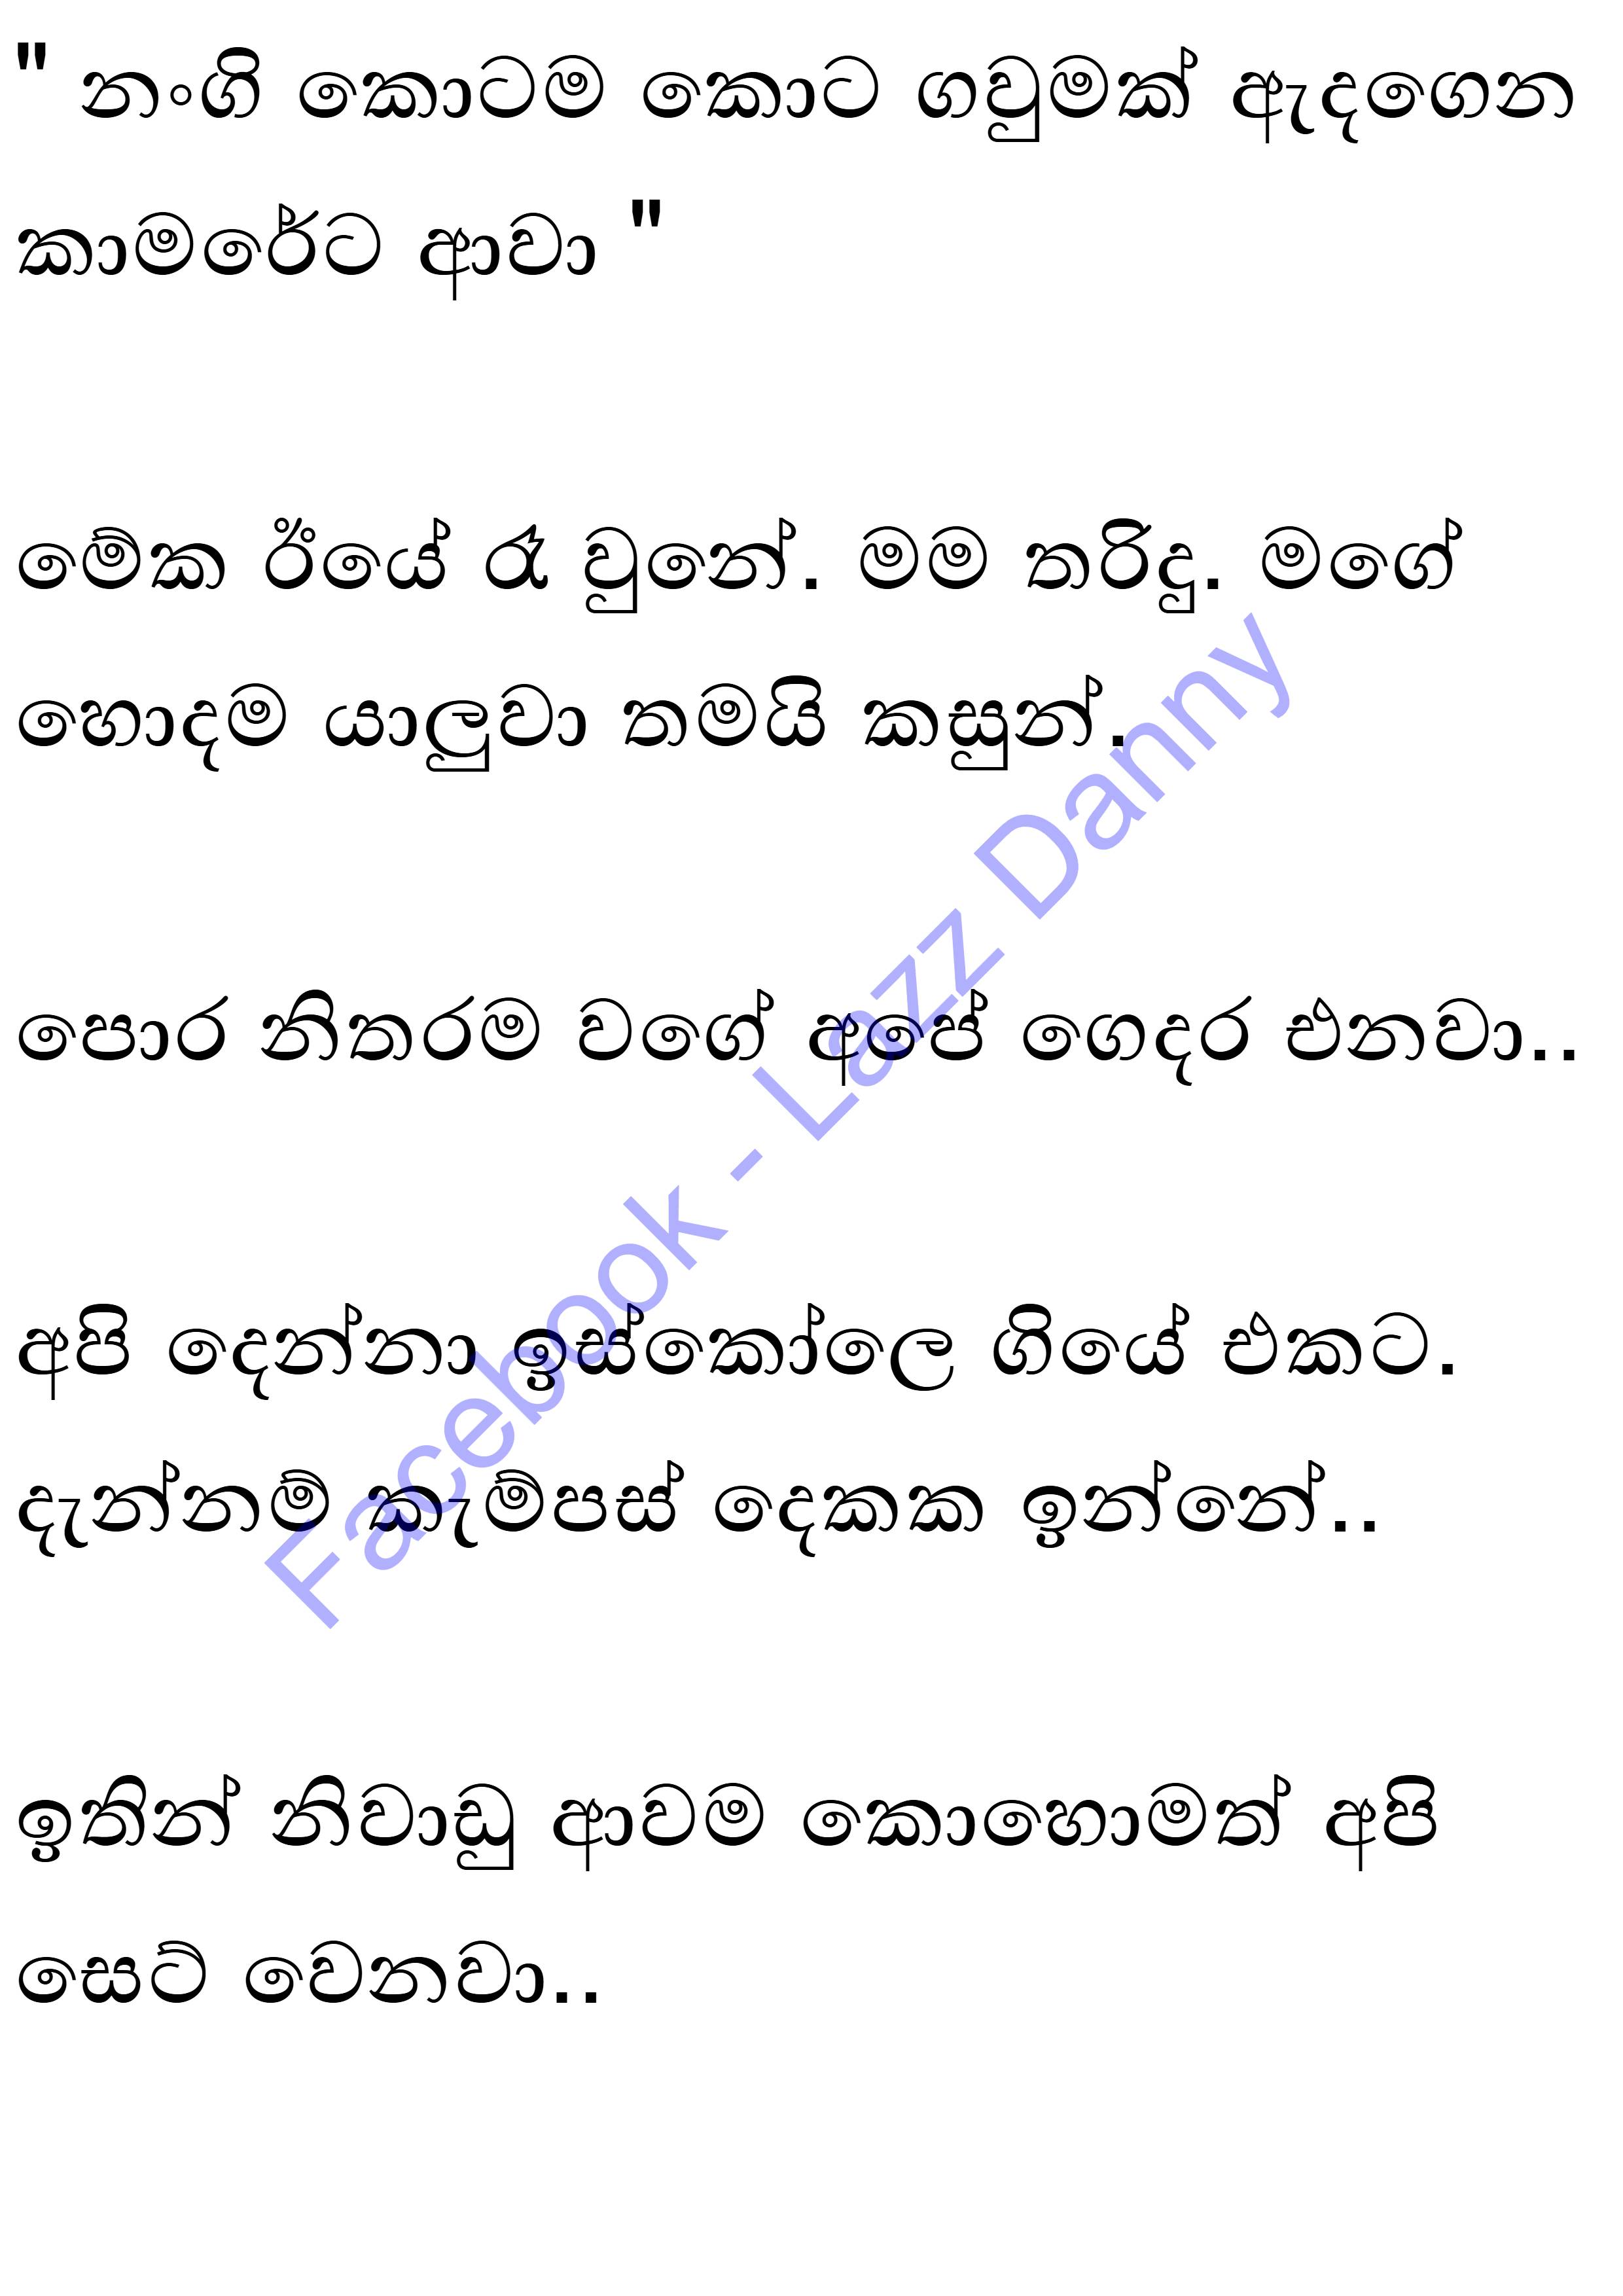 " නංගි කොටම කොට ගවුමක් ඇදගෙන
කාමරේට ආවා "
මේක ඊයේ රෑ වුනේ. මම තරිඳු. මගේ
හොදම යාලුවා තමයි කසුන්.
පොර නිතරම වගේ අපේ ගෙදර එනවා..
අපි දෙන්නා ඉස්කෝලෙ ගියේ එකට.
දැන්නම් කැම්පස් දෙකක ඉන්නේ..
ඉතින් නිවාඩු ආවම කොහොමත් අපි
සෙට් වෙනවා..
Facebook - Lazz Danny